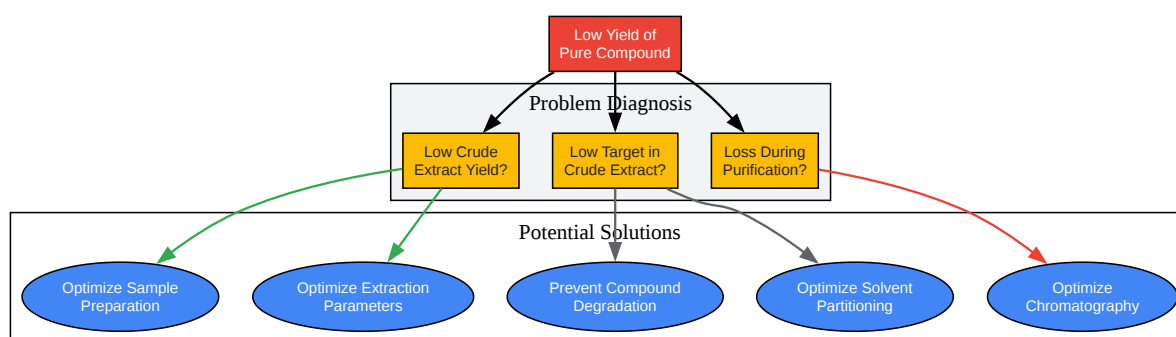 Low Yield of
Pure Compound
Problem Diagnosis
Low Crude
Extract Yield?
Low Target in
Crude Extract?
Loss During
Purification?
Potential Solutions
Optimize Sample
Preparation
Optimize Extraction
Parameters
Prevent Compound
Degradation
Optimize Solvent
Partitioning
Optimize
Chromatography